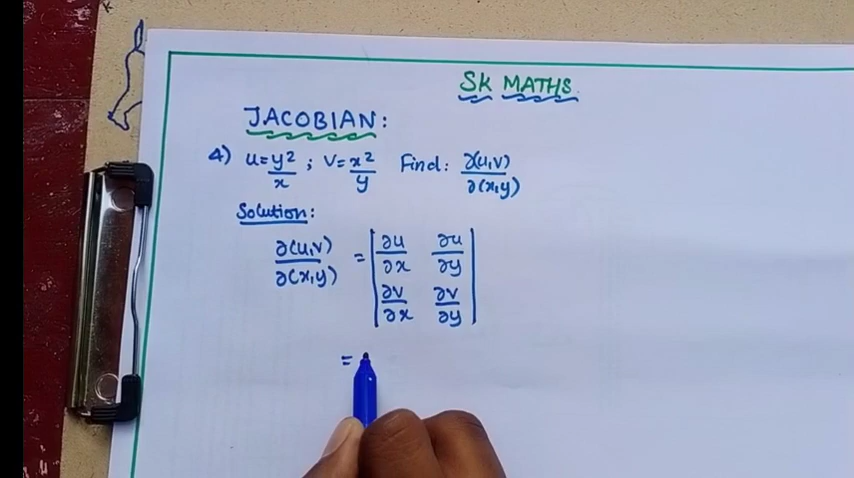 SK MATHS
JACOBIAN:
4) u=y²/x ; v=x²/y Find: ∂(u,v)/∂(x,y)
Solution:
∂(u,v)/∂(x,y) = | ∂u/∂x ∂u/∂y |
| ∂v/∂x ∂v/∂y |
=